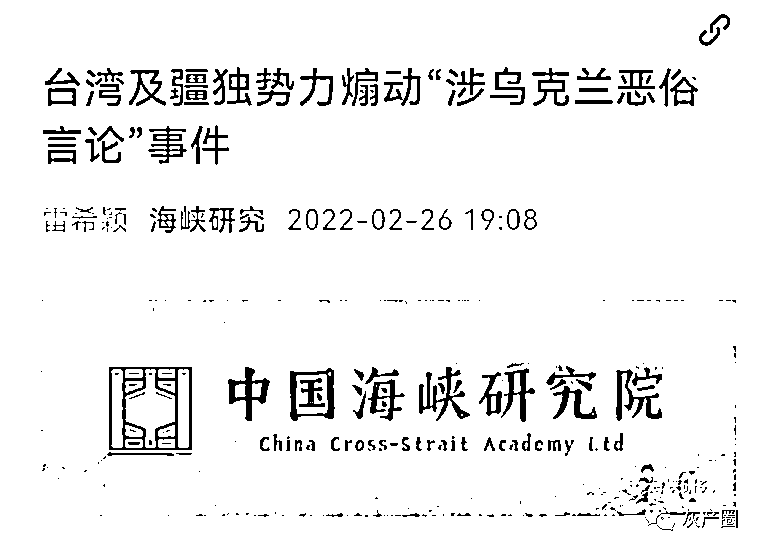 台湾及疆独势力煽动“涉乌克兰恶俗
言论”事件
雷希颖 海峡研究 2022-02-26 19:08
中国海峡研究院
China Cross-Strait Academy Ltd
灰产圈